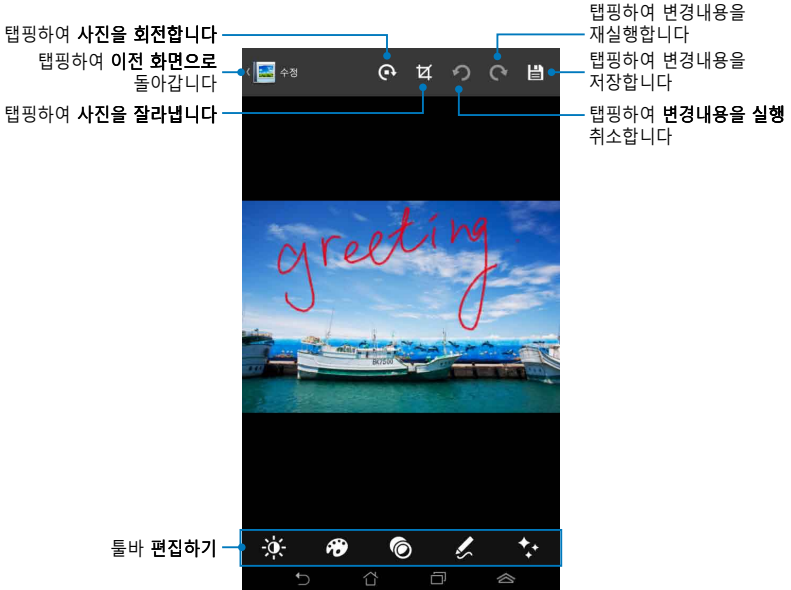 탭핑하여 사진을 회전합니다
탭핑하여 이전 화면으로
돌아갑니다
탭핑하여 사진을 잘라냅니다
탭핑하여 변경내용을
재실행합니다
탭핑하여 변경내용을
저장합니다
탭핑하여 변경내용을 실행
취소합니다
수정
greeting
BK7500
툴바 편집하기